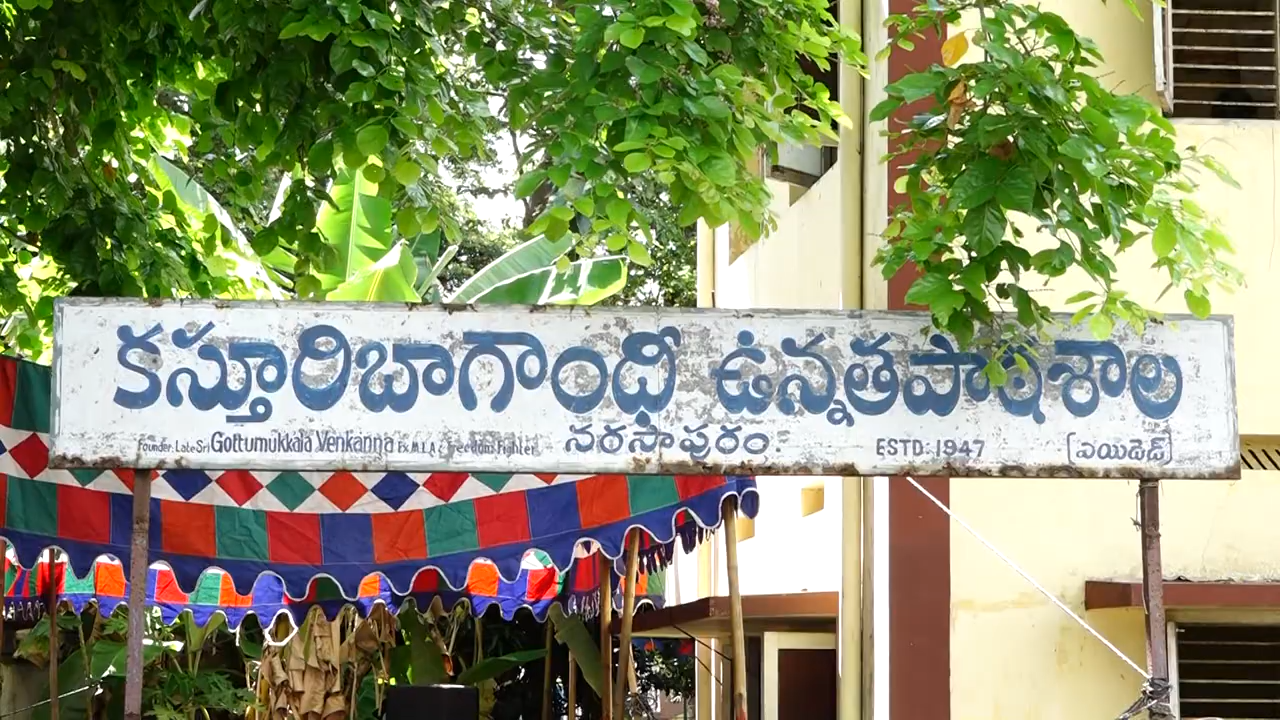 కస్తూరిబాగాంధీ ఉన్నతపాఠశాల
నరసాపురం.
Founder: Late Sri Gottumukkala Venkanna Ex.M.L.A & Freedom Fighter ESTD: 1947 [ఎయిడెడ్]